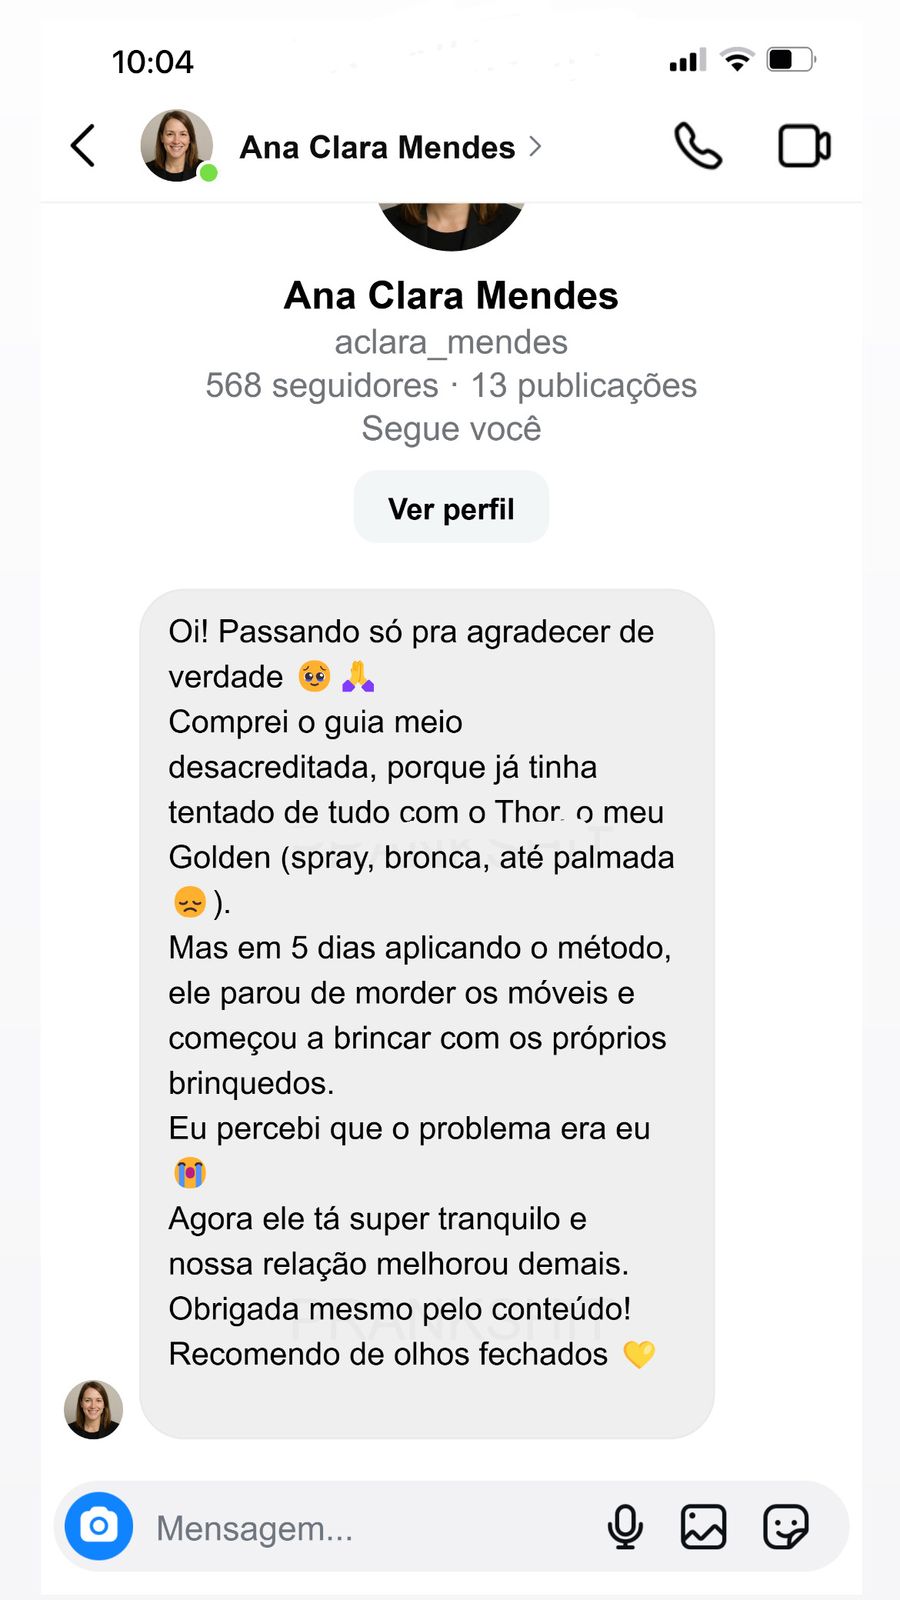 10:04
Ana Clara Mendes
Ana Clara Mendes
aclara_mendes
568 seguidores · 13 publicações
Segue você
Ver perfil
Oi! Passando só pra agradecer de
verdade 🥹🙏
Comprei o guia meio
desacreditada, porque já tinha
tentado de tudo com o Thor, o meu
Golden (spray, bronca, até palmada
😞).
Mas em 5 dias aplicando o método,
ele parou de morder os móveis e
começou a brincar com os próprios
brinquedos.
Eu percebi que o problema era eu
😭
Agora ele tá super tranquilo e
nossa relação melhorou demais.
Obrigada mesmo pelo conteúdo!
Recomendo de olhos fechados 💛
Mensagem...